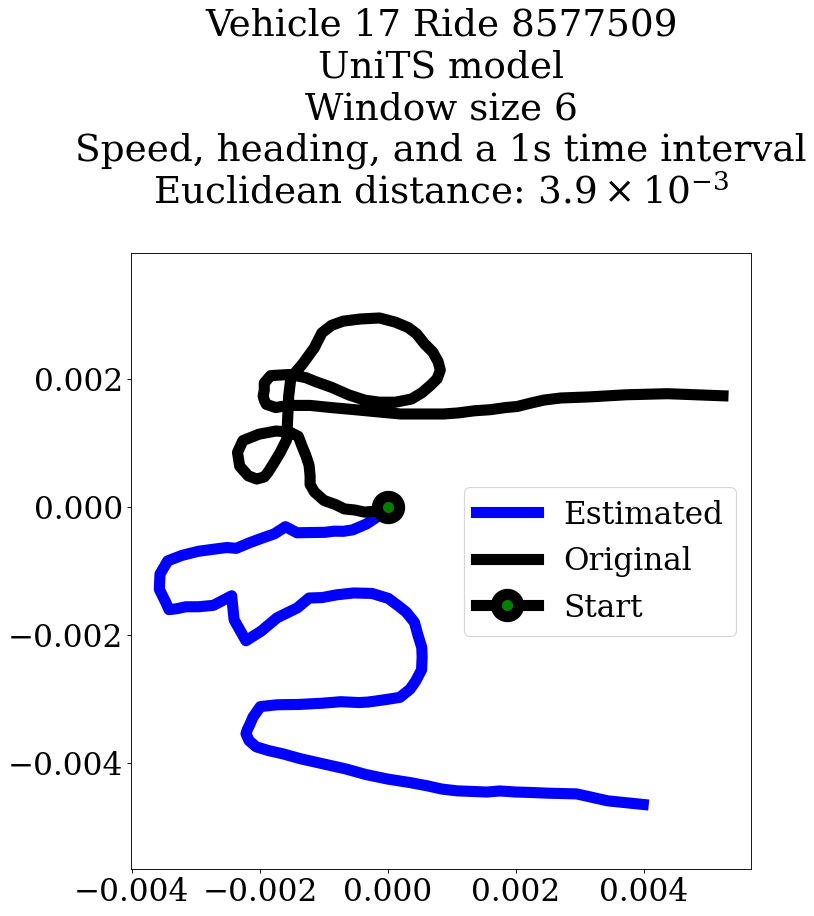 Vehicle 17 Ride 8577509
UniTS model
Window size 6
Speed, heading, and a 1s time interval
Euclidean distance: 3.9 × 10⁻³
0.002
0.000
−0.002
−0.004
Estimated
Original
Start
−0.004 −0.002 0.000 0.002 0.004